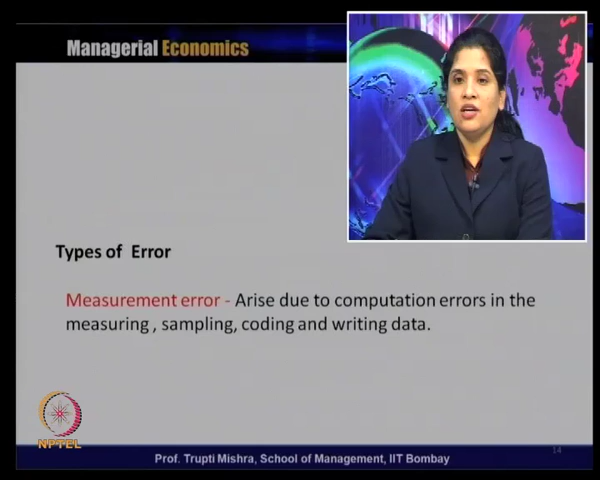 Managerial Economics
Types of Error
Measurement error - Arise due to computation errors in the
measuring , sampling, coding and writing data.
NPTEL
Prof. Trupti Mishra, School of Management, IIT Bombay
14